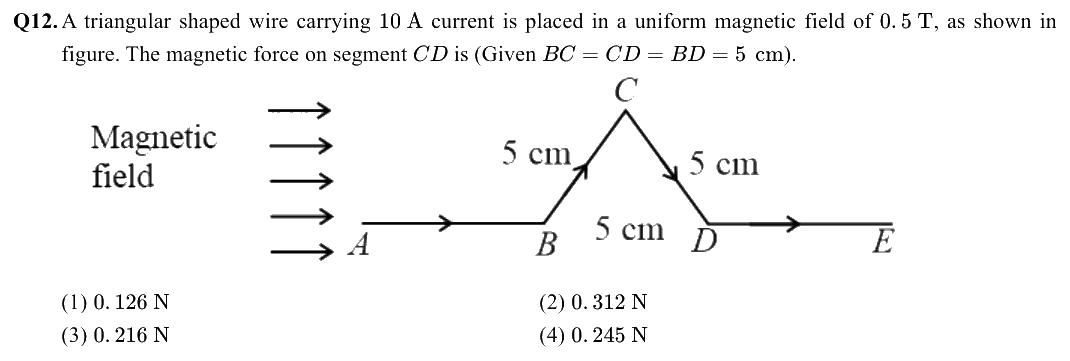 Q12. A triangular shaped wire carrying 10 A current is placed in a uniform magnetic field of 0. 5 T, as shown in
figure. The magnetic force on segment CD is (Given BC = CD = BD = 5 cm).
C
Magnetic
field
5 cm
5 cm
5 cm
A
B
D
E
(1) 0. 126 N
(2) 0. 312 N
(3) 0. 216 N
(4) 0. 245 N